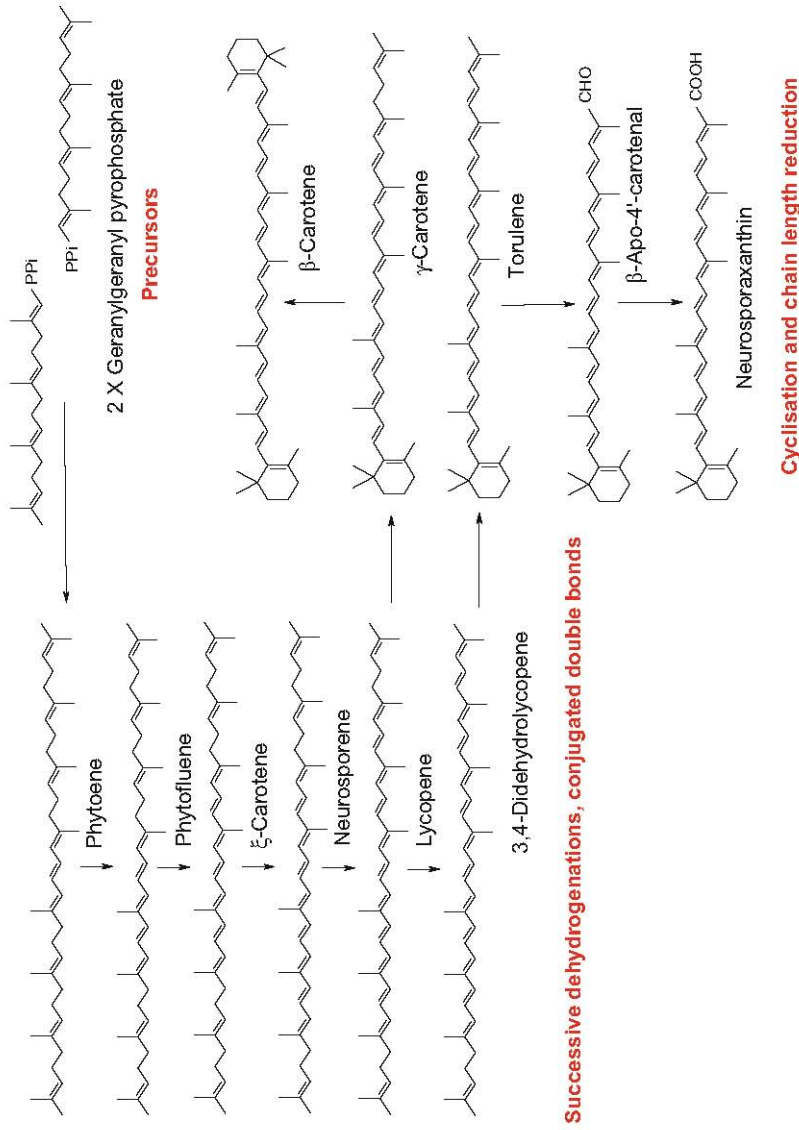 PPi
PPi
2 X Geranylgeranyl pyrophosphate
Precursors
Phytoene
Phytofluene
ξ-Carotene
Neurosporene
Lycopene
3,4-Didehydrolycopene
Successive dehydrogenations, conjugated double bonds
β-Carotene
γ-Carotene
Torulene
CHO
β-Apo-4'-carotenal
COOH
Neurosporaxanthin
Cyclisation and chain length reduction